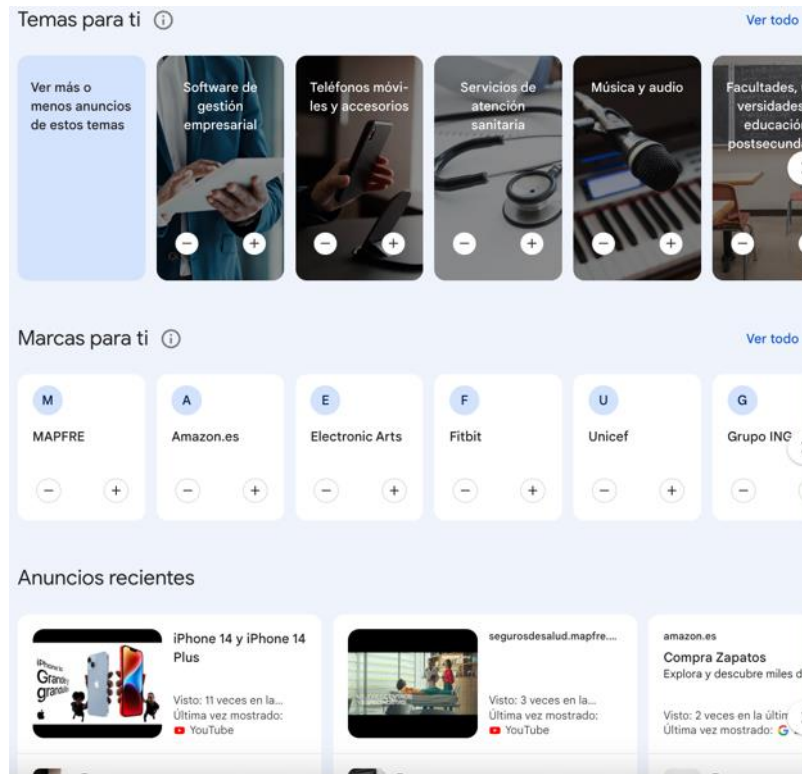 Temas para ti
Ver todo
Ver más o
menos anuncios
de estos temas
Software de
gestión
empresarial
Teléfonos móvi-
les y accesorios
Servicios de
atención
sanitaria
Música y audio
Facultades,
versidades
educació
postsecund
Marcas para ti
Ver todo
M
MAPFRE
A
Amazon.es
E
Electronic Arts
F
Fitbit
U
Unicef
G
Grupo ING
Anuncios recientes
iPhone 14 y iPhone 14
Plus
Visto: 11 veces en la...
Última vez mostrado:
YouTube
segurosdesalud.mapfre....
Visto: 3 veces en la...
Última vez mostrado:
YouTube
amazon.es
Compra Zapatos
Explora y descubre miles d
Visto: 2 veces en la últim
Última vez mostrado: